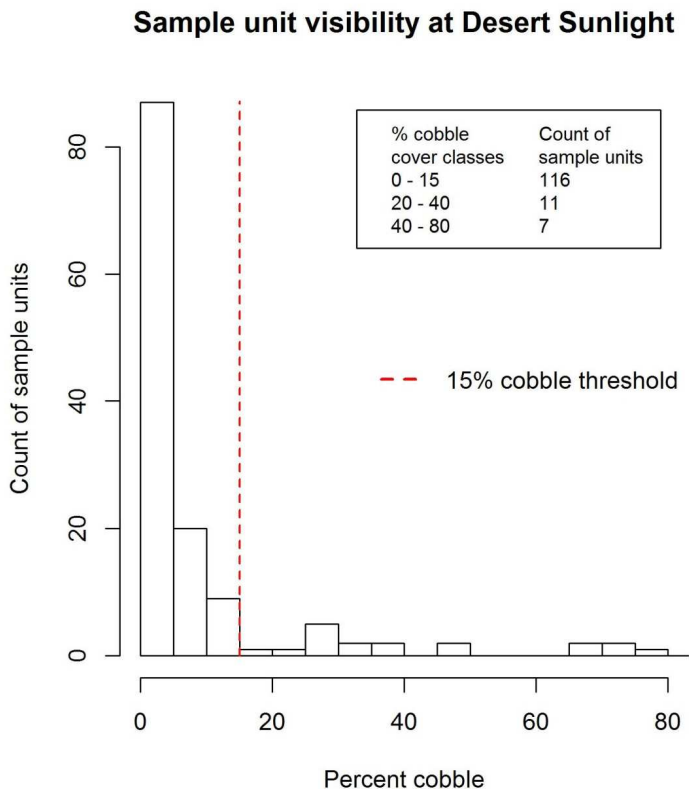 Sample unit visibility at Desert Sunlight
% cobble Count of
cover classes sample units
0 - 15 116
20 - 40 11
40 - 80 7
15% cobble threshold
Count of sample units
80
60
40
20
0
0 20 40 60 80
Percent cobble